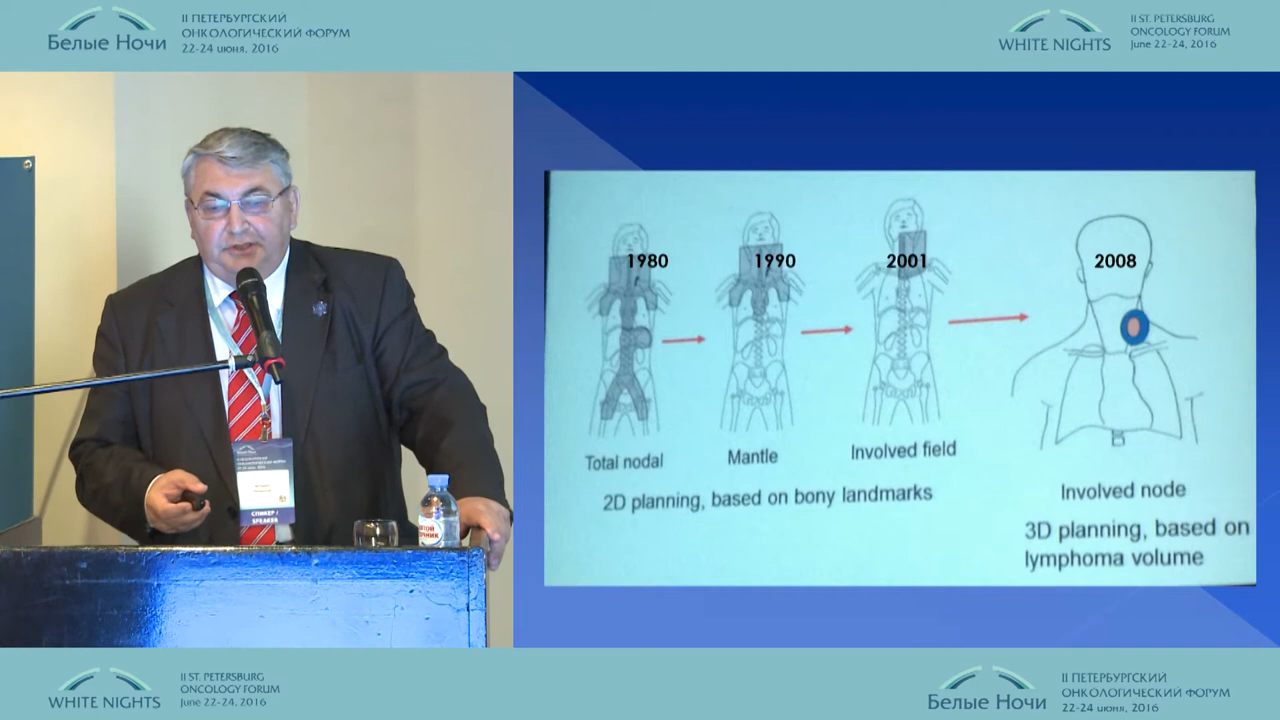 Белые Ночи
II ПЕТЕРБУРГСКИЙ
ОНКОЛОГИЧЕСКИЙ ФОРУМ
22-24 июня, 2016
WHITE NIGHTS
II ST. PETERSBURG
ONCOLOGY FORUM
June 22-24, 2016
1980
1990
2001
2008
Total nodal
Mantle
Involved field
Involved node
2D planning, based on bony landmarks
3D planning, based on
lymphoma volume
СПИКЕР /
SPEAKER
WHITE NIGHTS
II ST. PETERSBURG
ONCOLOGY FORUM
June 22-24, 2016
Белые Ночи
II ПЕТЕРБУРГСКИЙ
ОНКОЛОГИЧЕСКИЙ ФОРУМ
22-24 июня, 2016